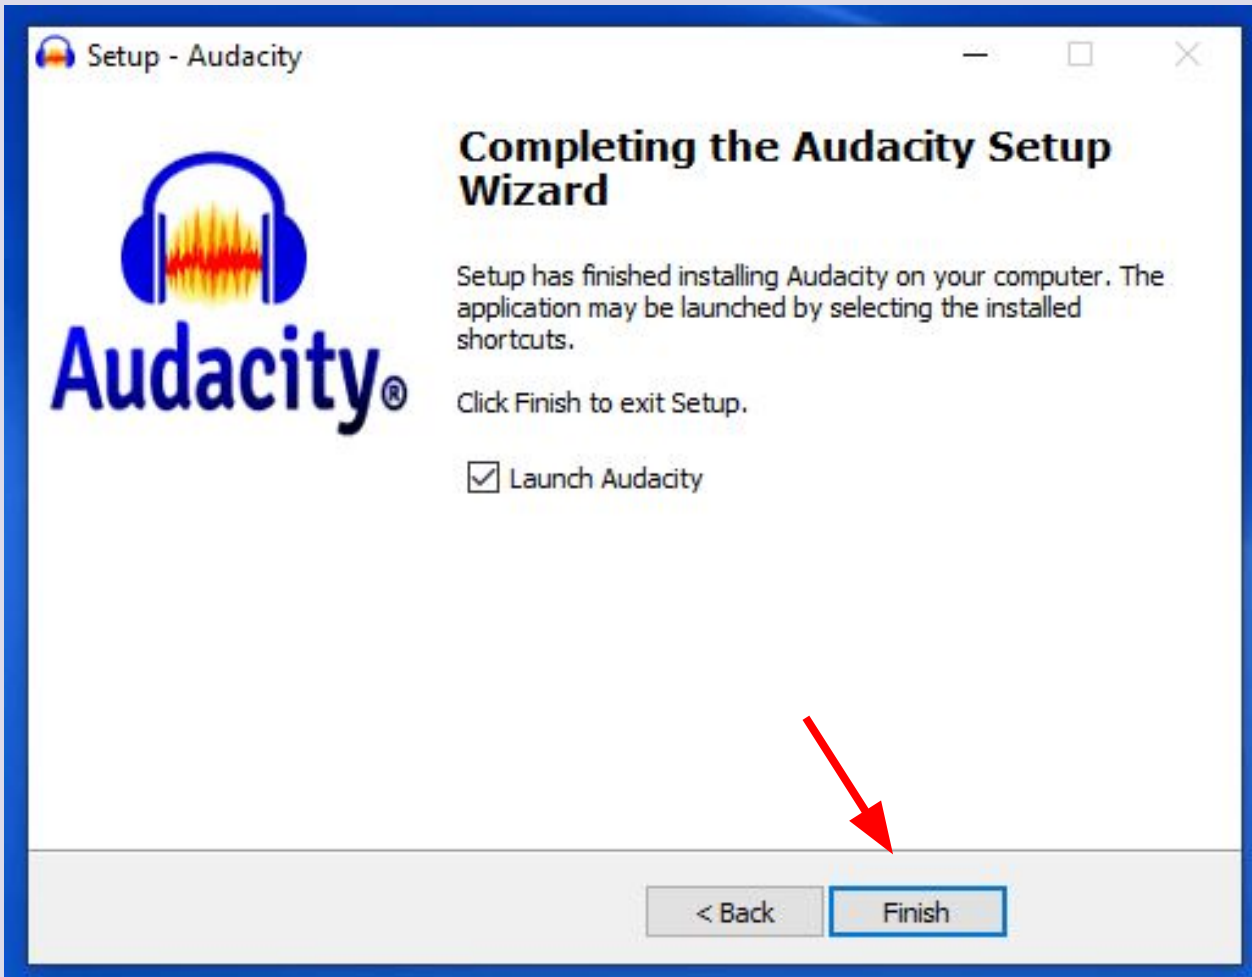 Setup - Audacity
Completing the Audacity Setup
Wizard
Audacity®
Setup has finished installing Audacity on your computer. The
application may be launched by selecting the installed
shortcuts.
Click Finish to exit Setup.
Launch Audacity
< Back
Finish